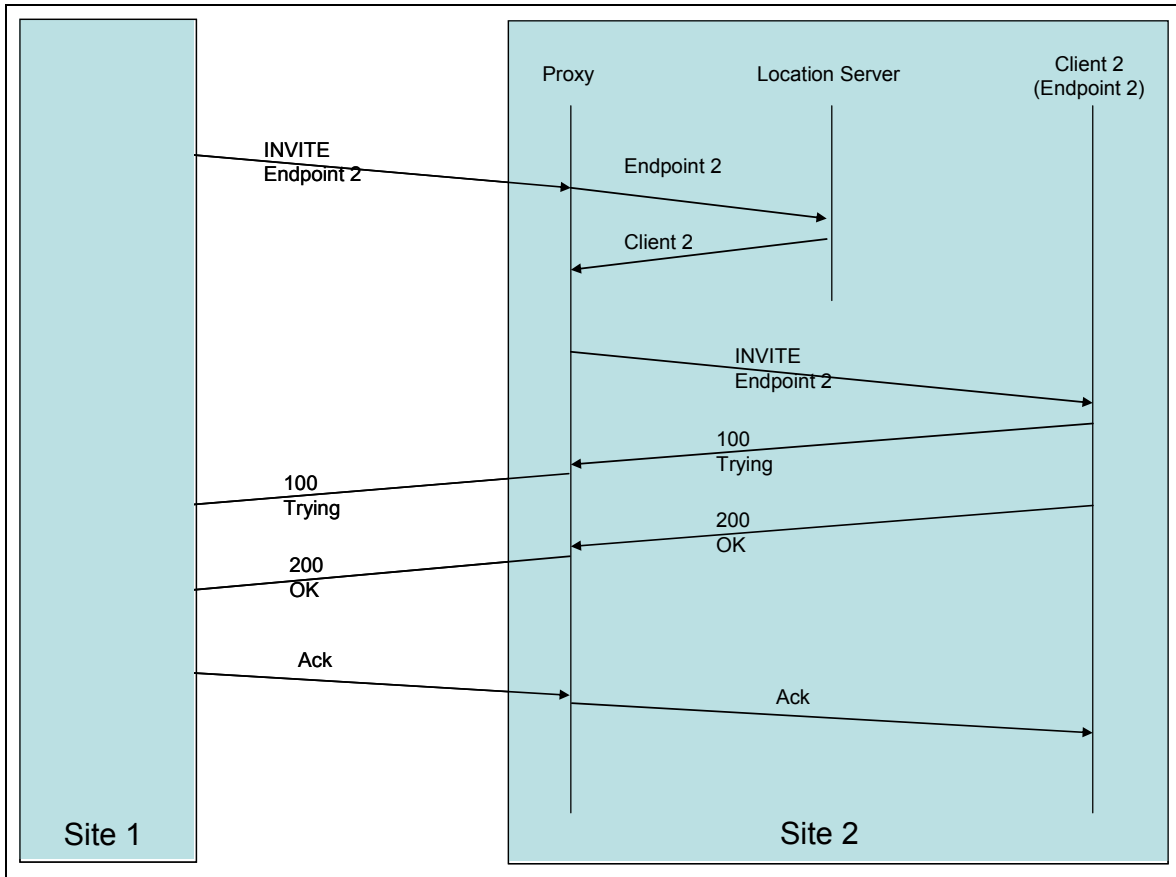 Proxy
Location Server
Client 2
(Endpoint 2)
INVITE
Endpoint 2
Endpoint 2
Client 2
INVITE
Endpoint 2
100
Trying
100
Trying
200
OK
200
OK
Ack
Ack
Site 1
Site 2